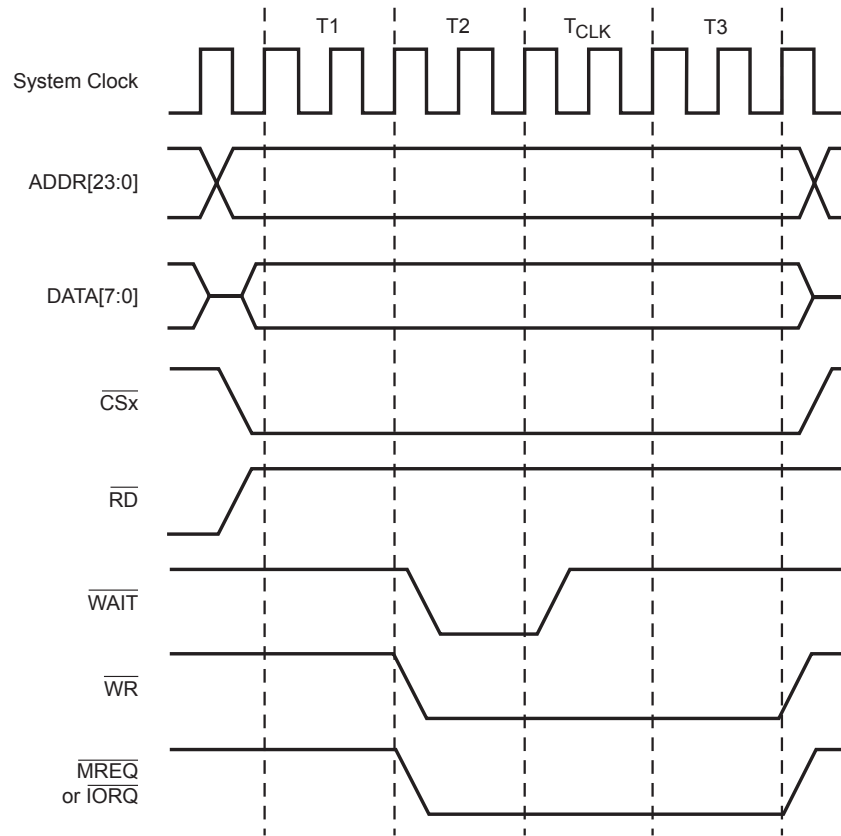 T1 T2 TCLK T3
System Clock
ADDR[23:0]
DATA[7:0]
CSx
RD
WAIT
WR
MREQ
or IORQ